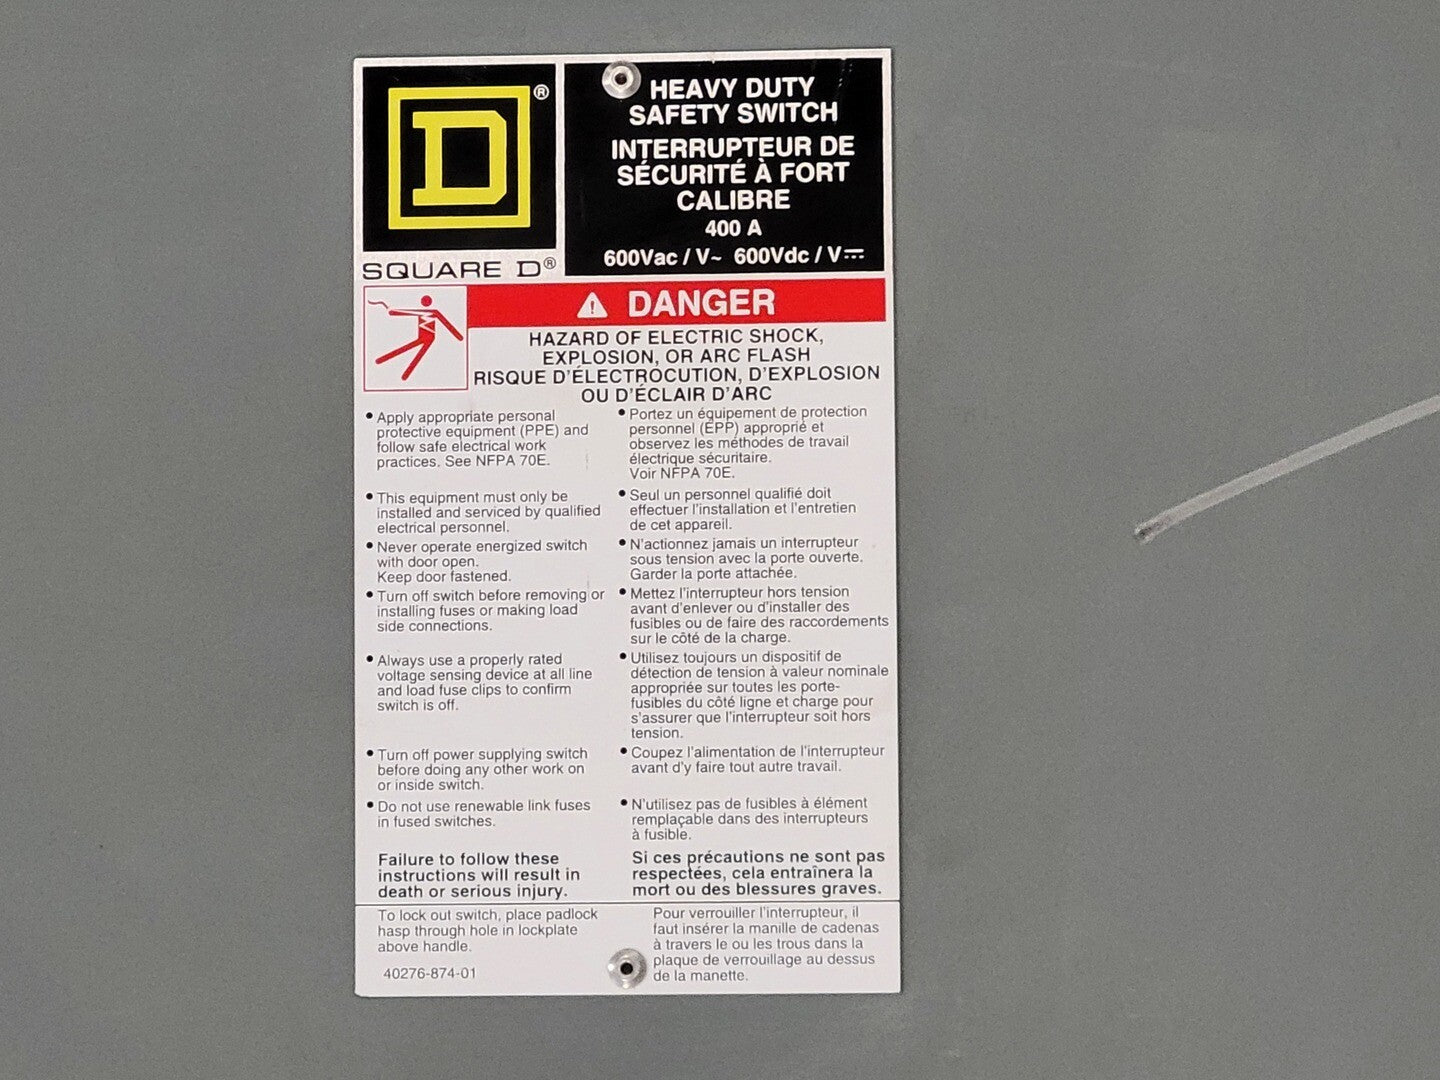 D®
SQUARE D®
HEAVY DUTY
SAFETY SWITCH
INTERRUPTEUR DE
SÉCURITÉ À FORT
CALIBRE
400 A
600Vac / V~ 600Vdc / V⎓
⚠ DANGER
HAZARD OF ELECTRIC SHOCK,
EXPLOSION, OR ARC FLASH
RISQUE D'ÉLECTROCUTION, D'EXPLOSION
OU D'ÉCLAIR D'ARC
• Apply appropriate personal
protective equipment (PPE) and
follow safe electrical work
practices. See NFPA 70E.
• This equipment must only be
installed and serviced by qualified
electrical personnel.
• Never operate energized switch
with door open.
Keep door fastened.
• Turn off switch before removing or
installing fuses or making load
side connections.
• Always use a properly rated
voltage sensing device at all line
and load fuse clips to confirm
switch is off.
• Turn off power supplying switch
before doing any other work on
or inside switch.
• Do not use renewable link fuses
in fused switches.
Failure to follow these
instructions will result in
death or serious injury.
• Portez un équipement de protection
personnel (ÉPP) approprié et
observez les méthodes de travail
électrique sécuritaire.
Voir NFPA 70E.
• Seul un personnel qualifié doit
effectuer l'installation et l'entretien
de cet appareil.
• N'actionnez jamais un interrupteur
sous tension avec la porte ouverte.
Garder la porte attachée.
• Mettez l'interrupteur hors tension
avant d'enlever ou d'installer des
fusibles ou de faire des raccordements
sur le côté de la charge.
• Utilisez toujours un dispositif de
détection de tension à valeur nominale
appropriée sur toutes les porte-
fusibles du côté ligne et charge pour
s'assurer que l'interrupteur soit hors
tension.
• Coupez l'alimentation de l'interrupteur
avant d'y faire tout autre travail.
• N'utilisez pas de fusibles à élément
remplaçable dans des interrupteurs
à fusible.
Si ces précautions ne sont pas
respectées, cela entraînera la
mort ou des blessures graves.
To lock out switch, place padlock
hasp through hole in lockplate
above handle.
40276-874-01
Pour verrouiller l'interrupteur, il
faut insérer la manille de cadenas
à travers le ou les trous dans la
plaque de verrouillage au dessus
de la manette.